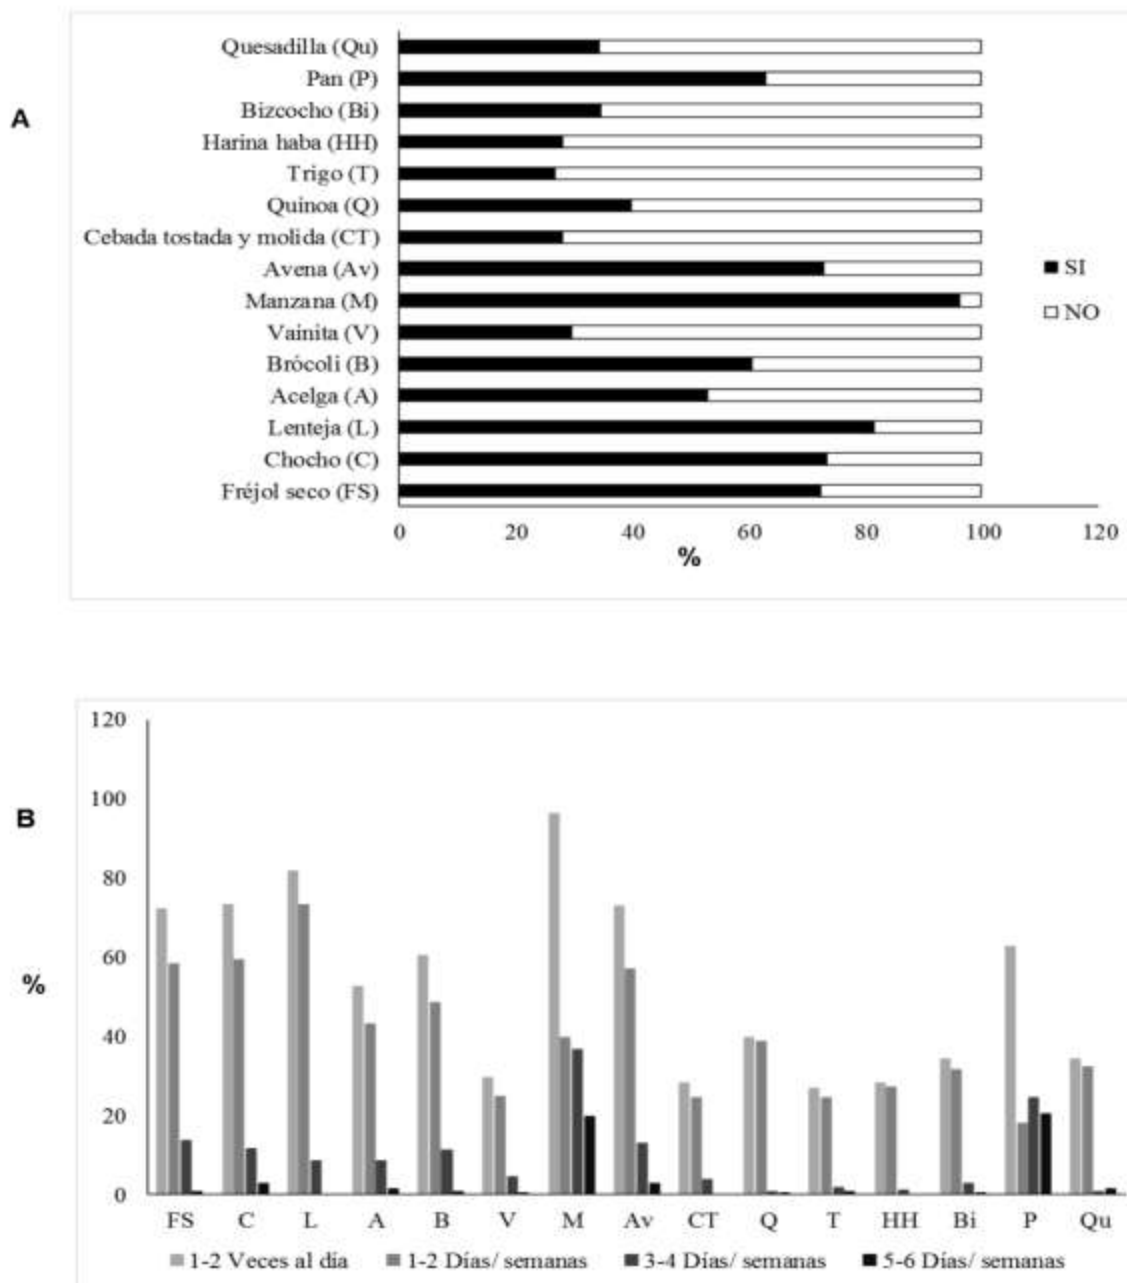 A
Quesadilla (Qu)
Pan (P)
Bizcocho (Bi)
Harina haba (HH)
Trigo (T)
Quinoa (Q)
Cebada tostada y molida (CT)
Avena (Av)
Manzana (M)
Vainita (V)
Brócoli (B)
Acelga (A)
Lenteja (L)
Chocho (C)
Fréjol seco (FS)
SI
NO
0 20 40 60 80 100 120
%
B
120
100
80
60
40
20
0
%
FS C L A B V M Av CT Q T HH Bi P Qu
1-2 Veces al día 1-2 Días/ semanas 3-4 Días/ semanas 5-6 Días/ semanas